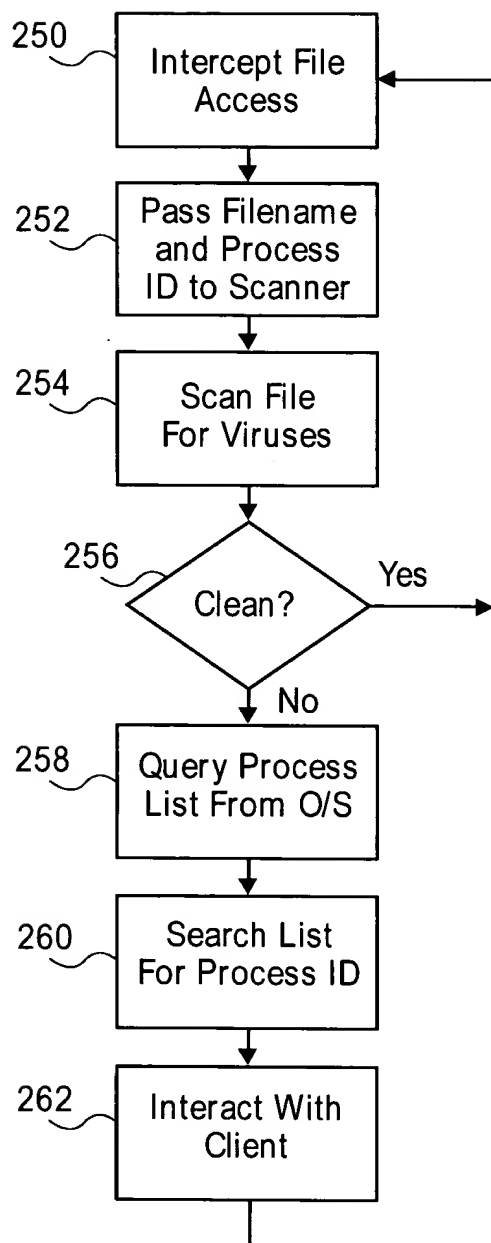 250
Intercept File
Access
252
Pass Filename
and Process
ID to Scanner
254
Scan File
For Viruses
256
Clean?
Yes
No
258
Query Process
List From O/S
260
Search List
For Process ID
262
Interact With
Client